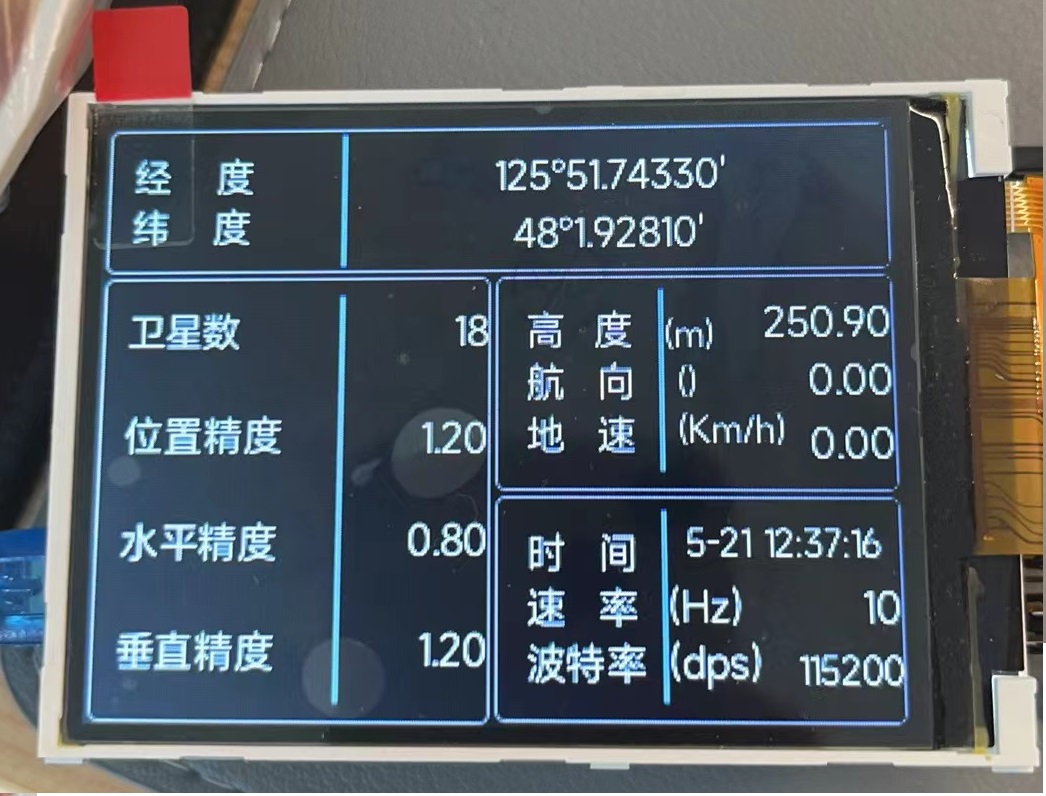 经 度 125°51.74330'
纬 度 48°1.92810'
卫星数 18
位置精度 1.20
水平精度 0.80
垂直精度 1.20
高 度 (m) 250.90
航 向 () 0.00
地 速 (Km/h) 0.00
时 间 5-21 12:37:16
速 率 (Hz) 10
波特率 (dps) 115200